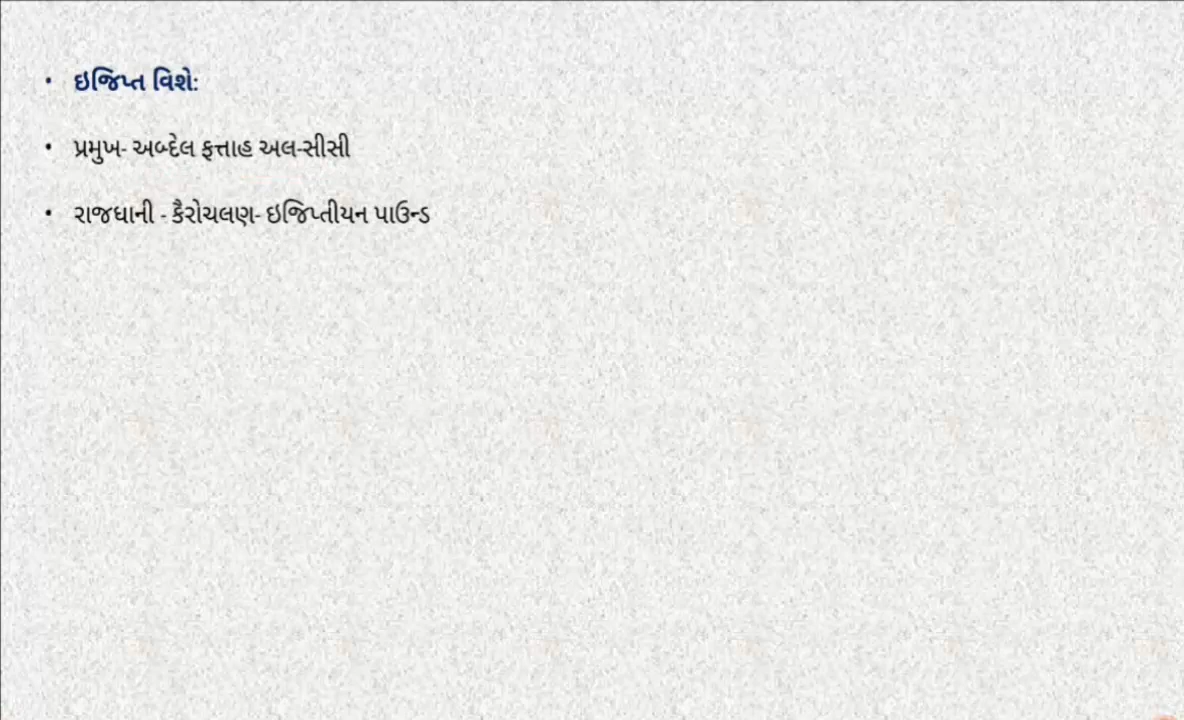 • ઇજિપ્ત વિશે:
• પ્રમુખ- અબ્દેલ ફત્તાહ અલ-સીસી
• રાજધાની - કૈરોચલણ- ઇજિપ્તીયન પાઉન્ડ